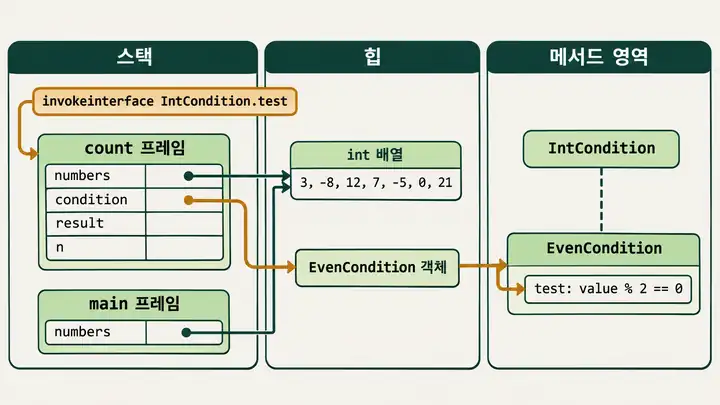 스택
invokeinterface IntCondition.test
count 프레임
numbers
condition
result
n
main 프레임
numbers
힙
int 배열
3, -8, 12, 7, -5, 0, 21
EvenCondition 객체
메서드 영역
IntCondition
EvenCondition
test: value % 2 == 0